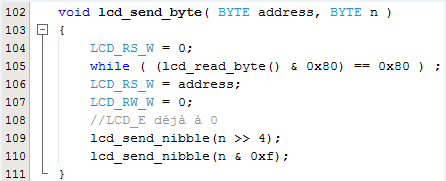 102 void lcd_send_byte( BYTE address, BYTE n )
103 {
104 LCD_RS_W = 0;
105 while ( (lcd_read_byte() & 0x80) == 0x80 ) ;
106 LCD_RS_W = address;
107 LCD_RW_W = 0;
108 //LCD_E déjà à 0
109 lcd_send_nibble(n >> 4);
110 lcd_send_nibble(n & 0xf);
111 }